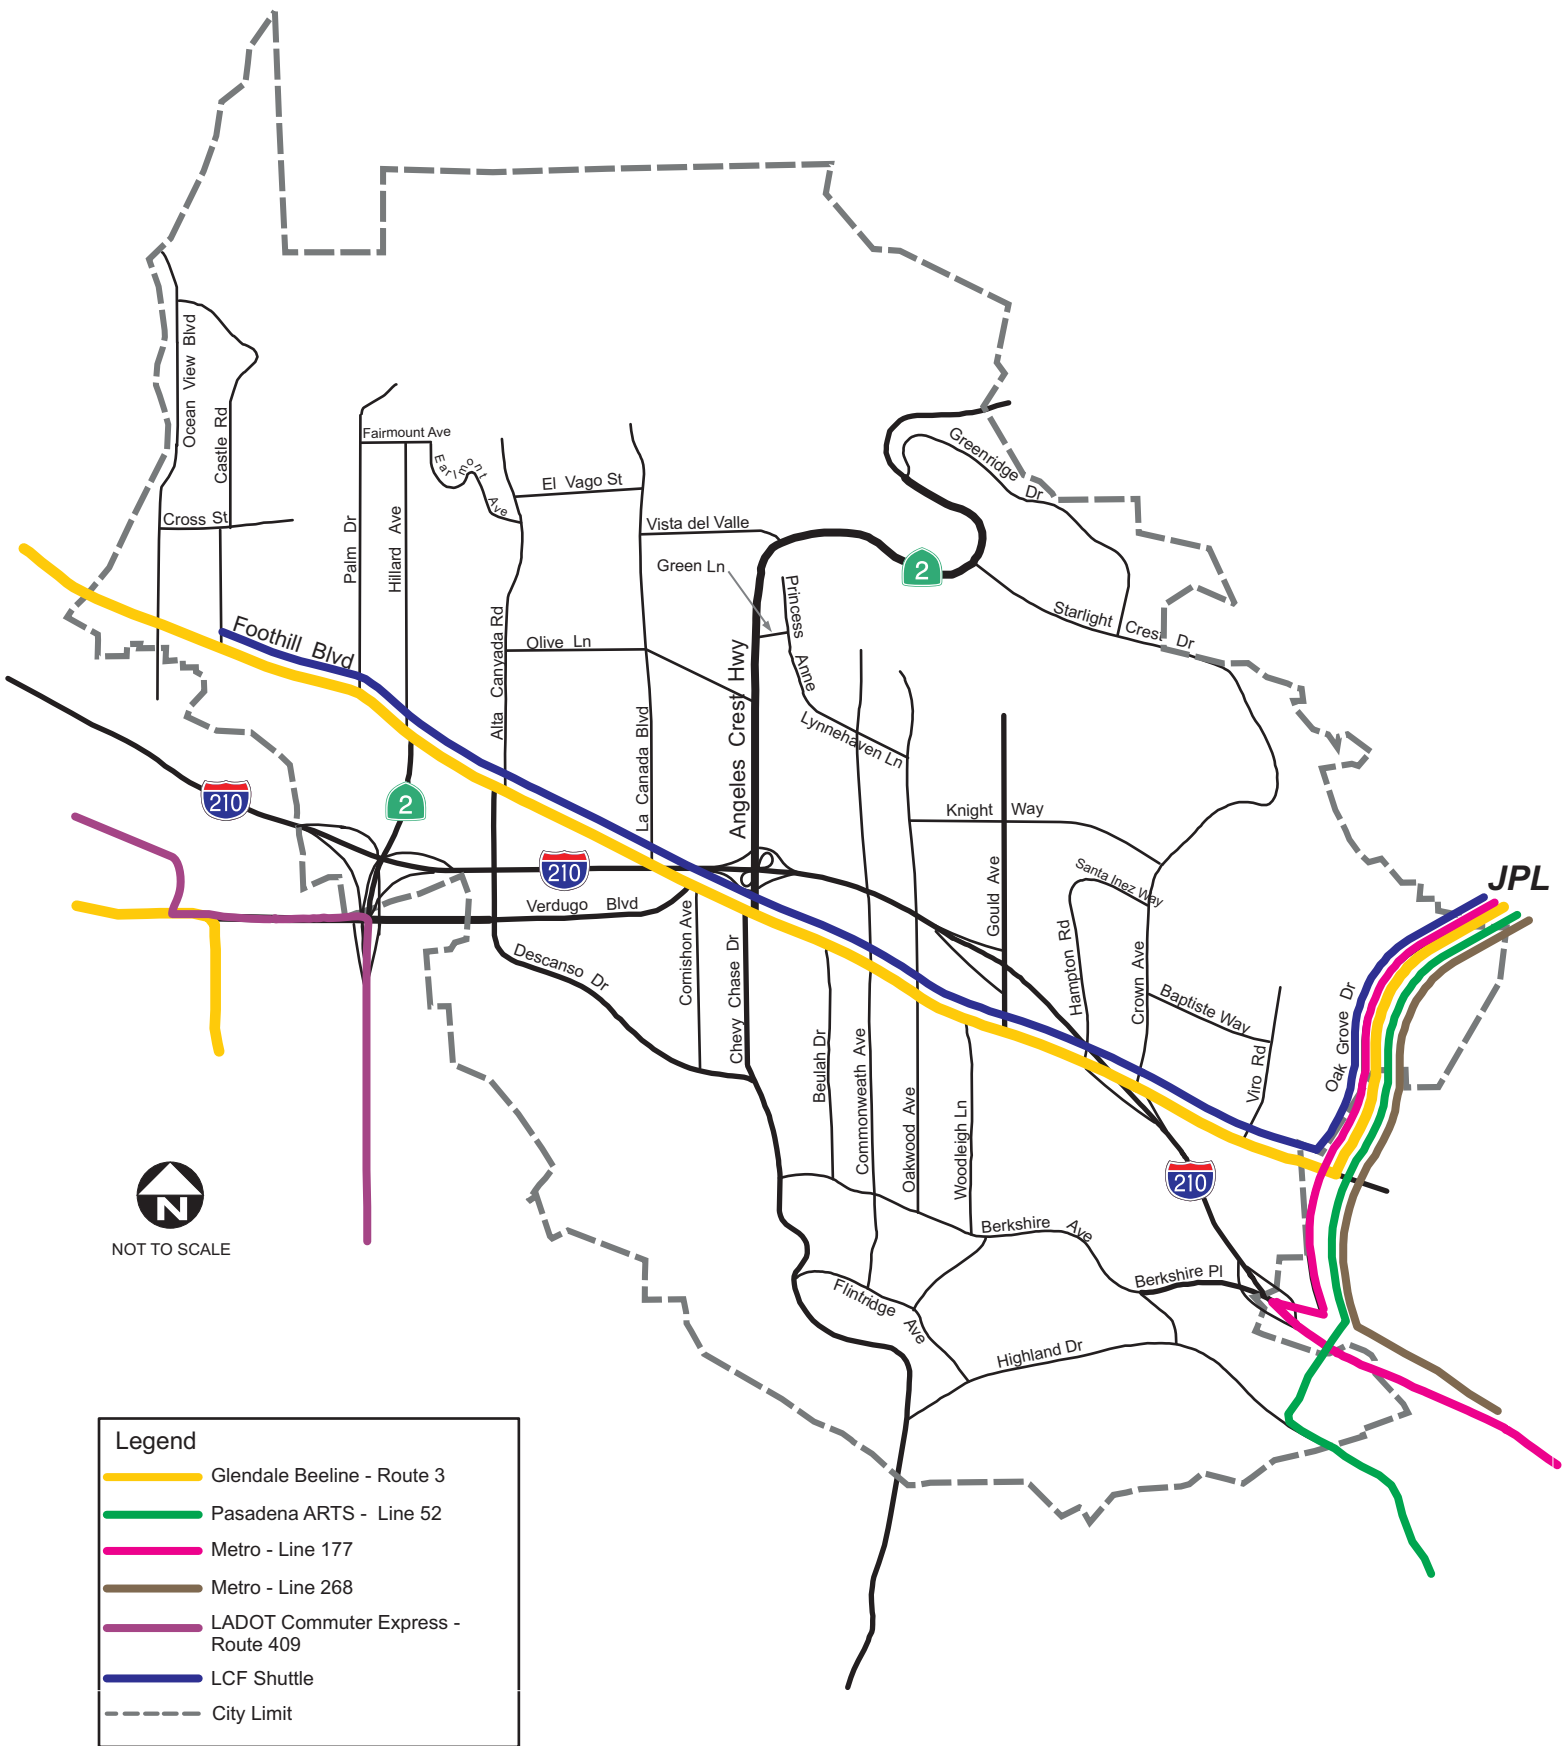 Ocean View Blvd
Castle Rd
Cross St
Fairmount Ave
Earlmont Ave
Palm Dr
Hillard Ave
El Vago St
Vista del Valle
Green Ln
Princess Anne
Greenridge Dr
2
Starlight Crest Dr
Foothill Blvd
Alta Canyada Rd
Olive Ln
La Canada Blvd
Angeles Crest Hwy
Lynnehaven Ln
210
2
210
Knight Way
Gould Ave
Santa Inez Way
JPL
Verdugo Blvd
Descanso Dr
Cornishon Ave
Chevy Chase Dr
Hampton Rd
Crown Ave
Baptiste Way
Viro Rd
Oak Grove Dr
Beulah Dr
Commonweath Ave
Oakwood Ave
Woodleigh Ln
210
N
NOT TO SCALE
Berkshire Ave
Berkshire Pl
Flintridge Ave
Highland Dr
Legend
Glendale Beeline - Route 3
Pasadena ARTS - Line 52
Metro - Line 177
Metro - Line 268
LADOT Commuter Express -
Route 409
LCF Shuttle
City Limit